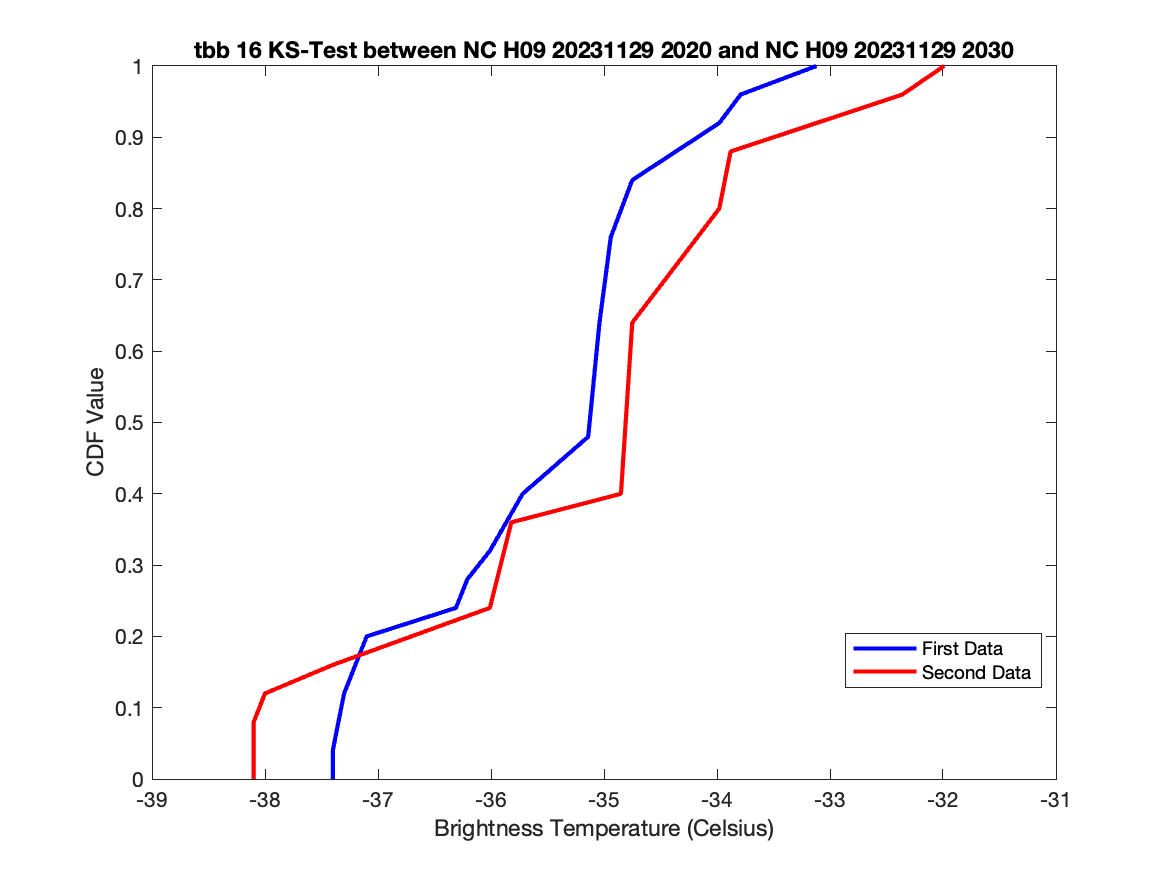 tbb 16 KS-Test between NC H09 20231129 2020 and NC H09 20231129 2030
1
0.9
0.8
0.7
0.6
0.5
0.4
0.3
0.2
0.1
0
CDF Value
First Data
Second Data
-39 -38 -37 -36 -35 -34 -33 -32 -31
Brightness Temperature (Celsius)